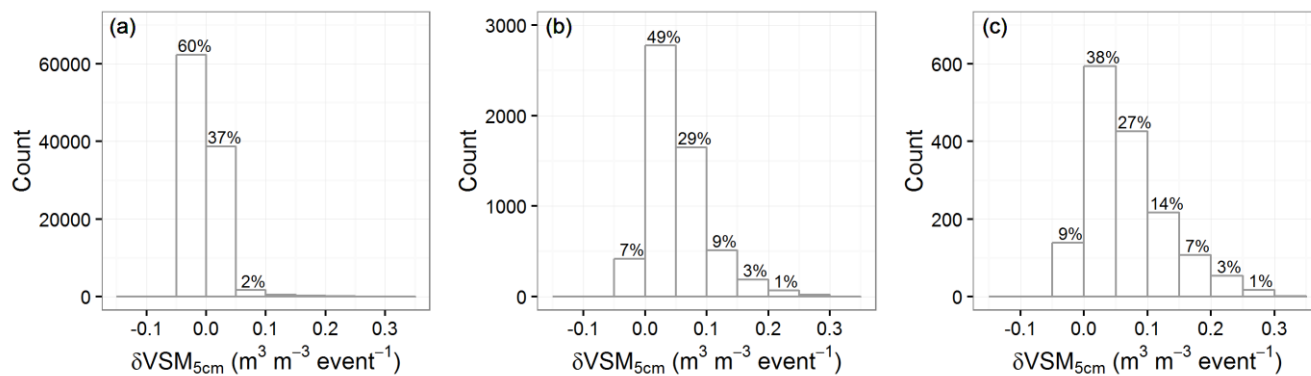 (a)
60%
37%
2%
60000
40000
20000
0
Count
-0.1 0.0 0.1 0.2 0.3
δVSM5cm (m³ m⁻³ event⁻¹)
(b)
49%
29%
7%
9%
3%
1%
3000
2000
1000
0
Count
-0.1 0.0 0.1 0.2 0.3
δVSM5cm (m³ m⁻³ event⁻¹)
(c)
38%
27%
14%
9%
7%
3%
1%
600
400
200
0
Count
-0.1 0.0 0.1 0.2 0.3
δVSM5cm (m³ m⁻³ event⁻¹)